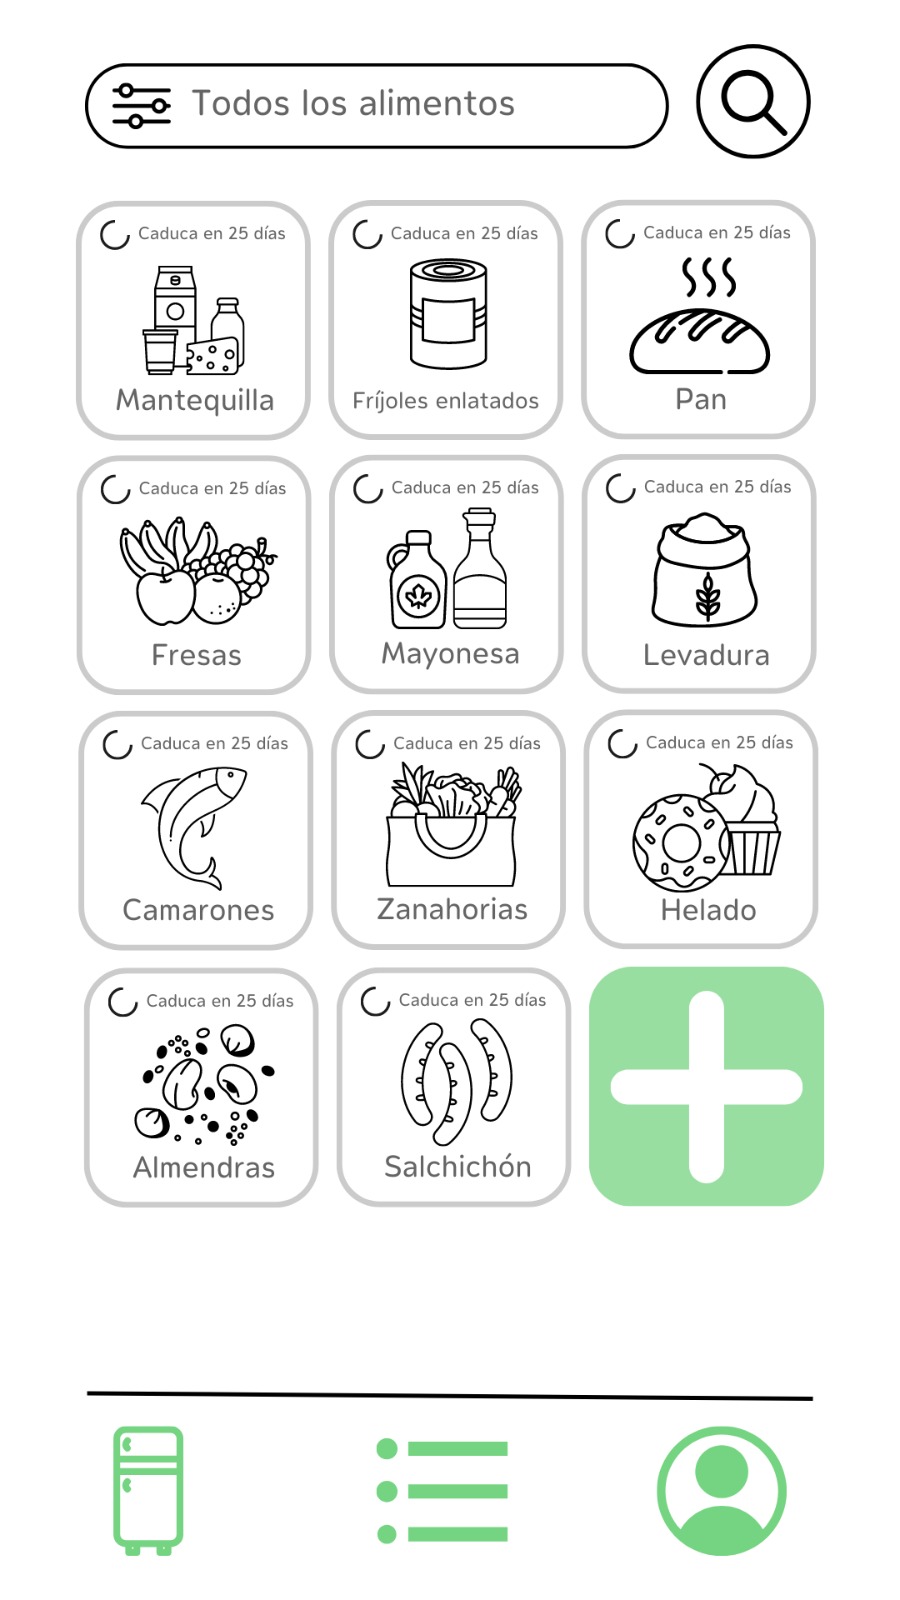 Todos los alimentos
Caduca en 25 días
Mantequilla
Caduca en 25 días
Fríjoles enlatados
Caduca en 25 días
Pan
Caduca en 25 días
Fresas
Caduca en 25 días
Mayonesa
Caduca en 25 días
Levadura
Caduca en 25 días
Camarones
Caduca en 25 días
Zanahorias
Caduca en 25 días
Helado
Caduca en 25 días
Almendras
Caduca en 25 días
Salchichón